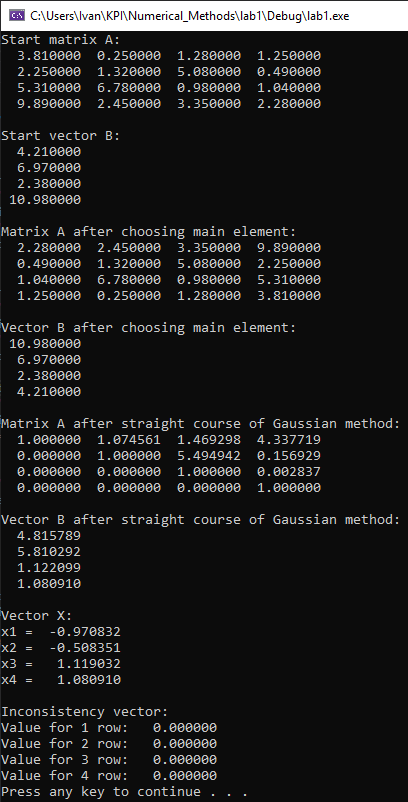 C:\Users\Ivan\KPI\Numerical_Methods\lab1\Debug\lab1.exe
Start matrix A:
3.810000 0.250000 1.280000 1.250000
2.250000 1.320000 5.080000 0.490000
5.310000 6.780000 0.980000 1.040000
9.890000 2.450000 3.350000 2.280000
Start vector B:
4.210000
6.970000
2.380000
10.980000
Matrix A after choosing main element:
2.280000 2.450000 3.350000 9.890000
0.490000 1.320000 5.080000 2.250000
1.040000 6.780000 0.980000 5.310000
1.250000 0.250000 1.280000 3.810000
Vector B after choosing main element:
10.980000
6.970000
2.380000
4.210000
Matrix A after straight course of Gaussian method:
1.000000 1.074561 1.469298 4.337719
0.000000 1.000000 5.494942 0.156929
0.000000 0.000000 1.000000 0.002837
0.000000 0.000000 0.000000 1.000000
Vector B after straight course of Gaussian method:
4.815789
5.810292
1.122099
1.080910
Vector X:
x1 = -0.970832
x2 = -0.508351
x3 = 1.119032
x4 = 1.080910
Inconsistency vector:
Value for 1 row: 0.000000
Value for 2 row: 0.000000
Value for 3 row: 0.000000
Value for 4 row: 0.000000
Press any key to continue . . .